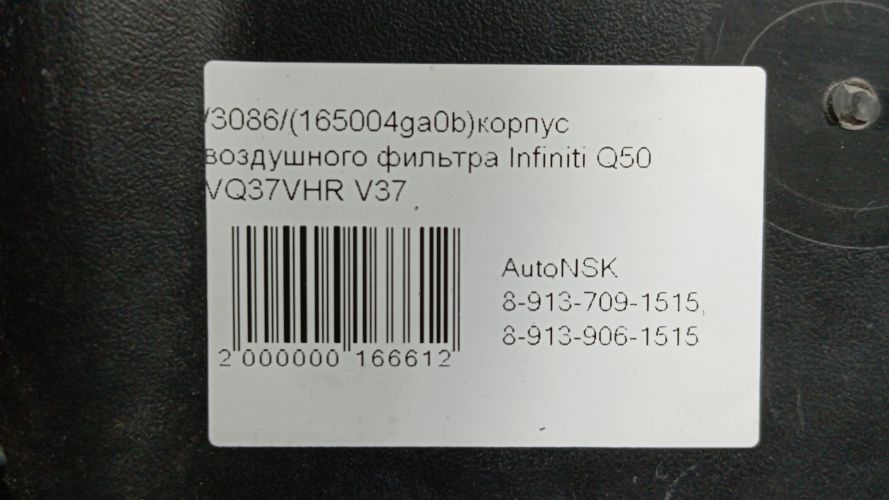 /3086/(165004ga0b)корпус
воздушного фильтра Infiniti Q50
VQ37VHR V37
AutoNSK
8-913-709-1515,
8-913-906-1515
2 000000 166612